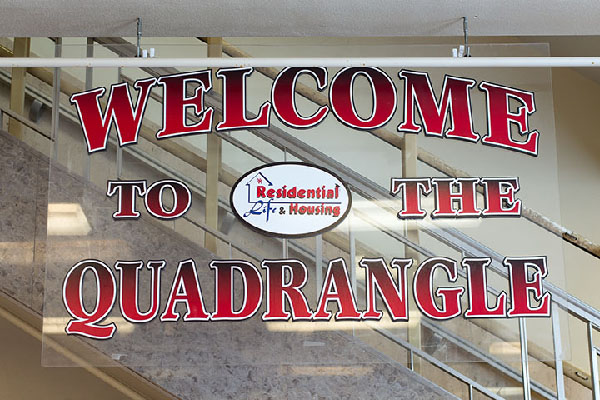 WELCOME
TO THE
Residential
Life & Housing
QUADRANGLE